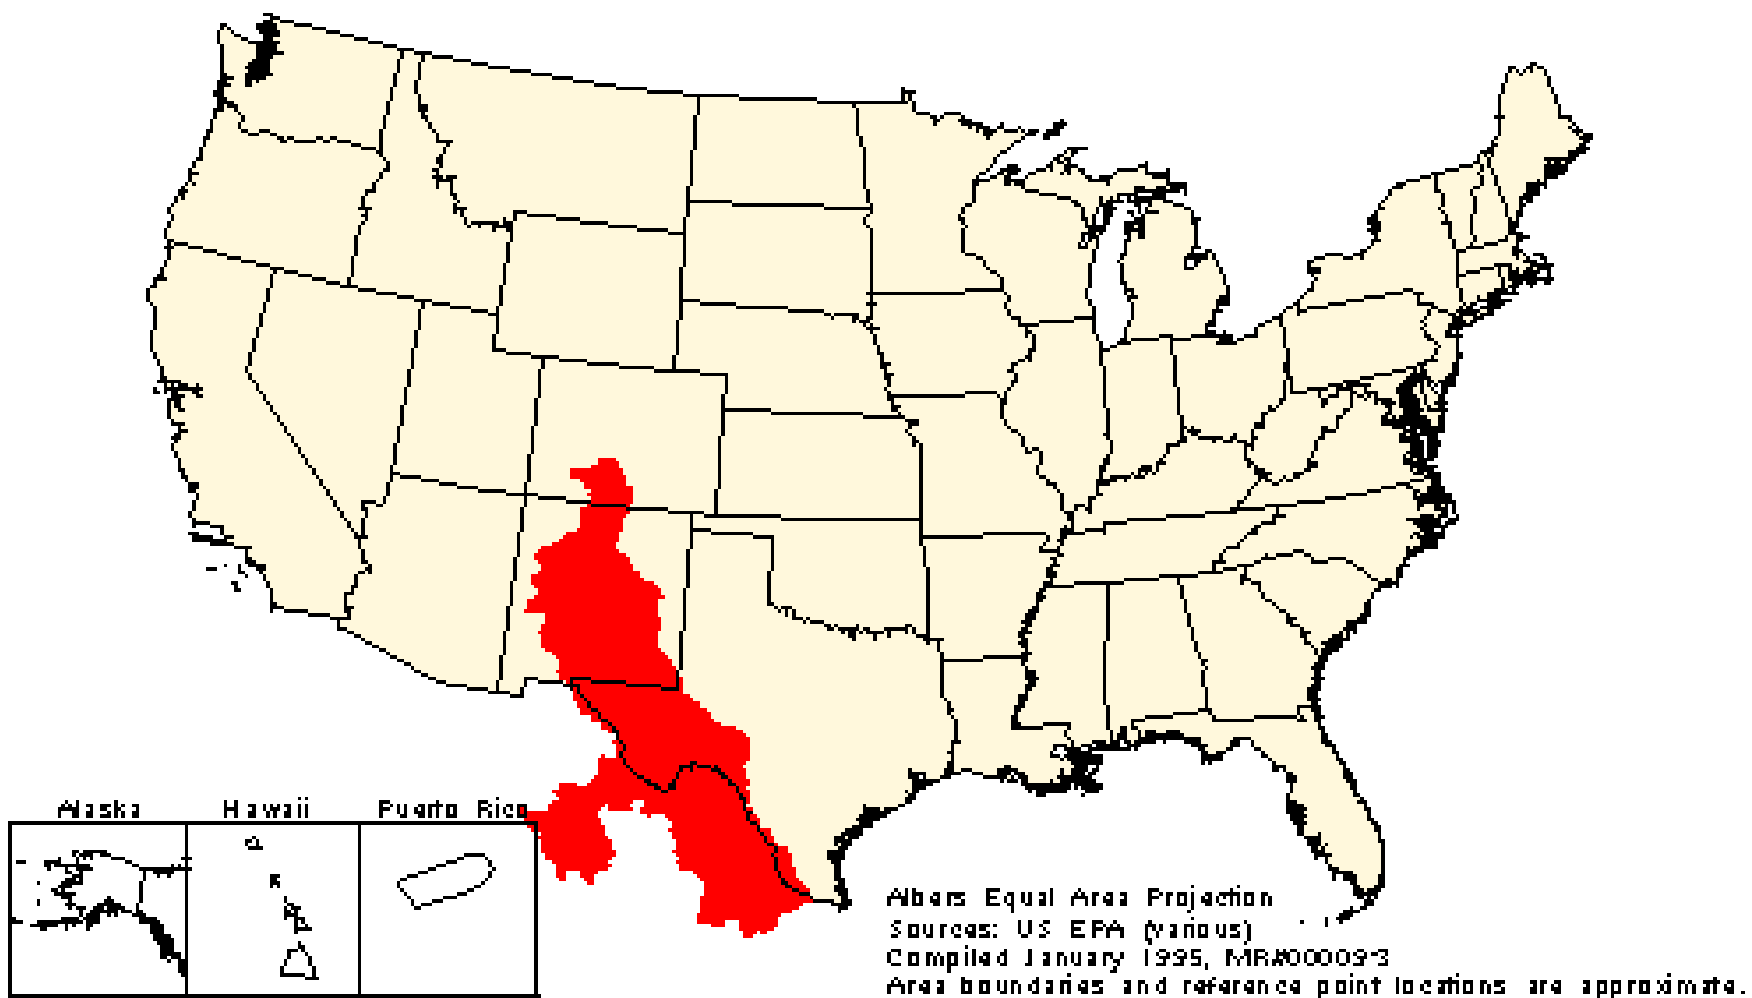 Alaska Hawaii Puerto Rico
Albers Equal Area Projection
Sources: US EPA (various)
Compiled January 1995, MR#000093
Area boundaries and reference point locations are approximate.